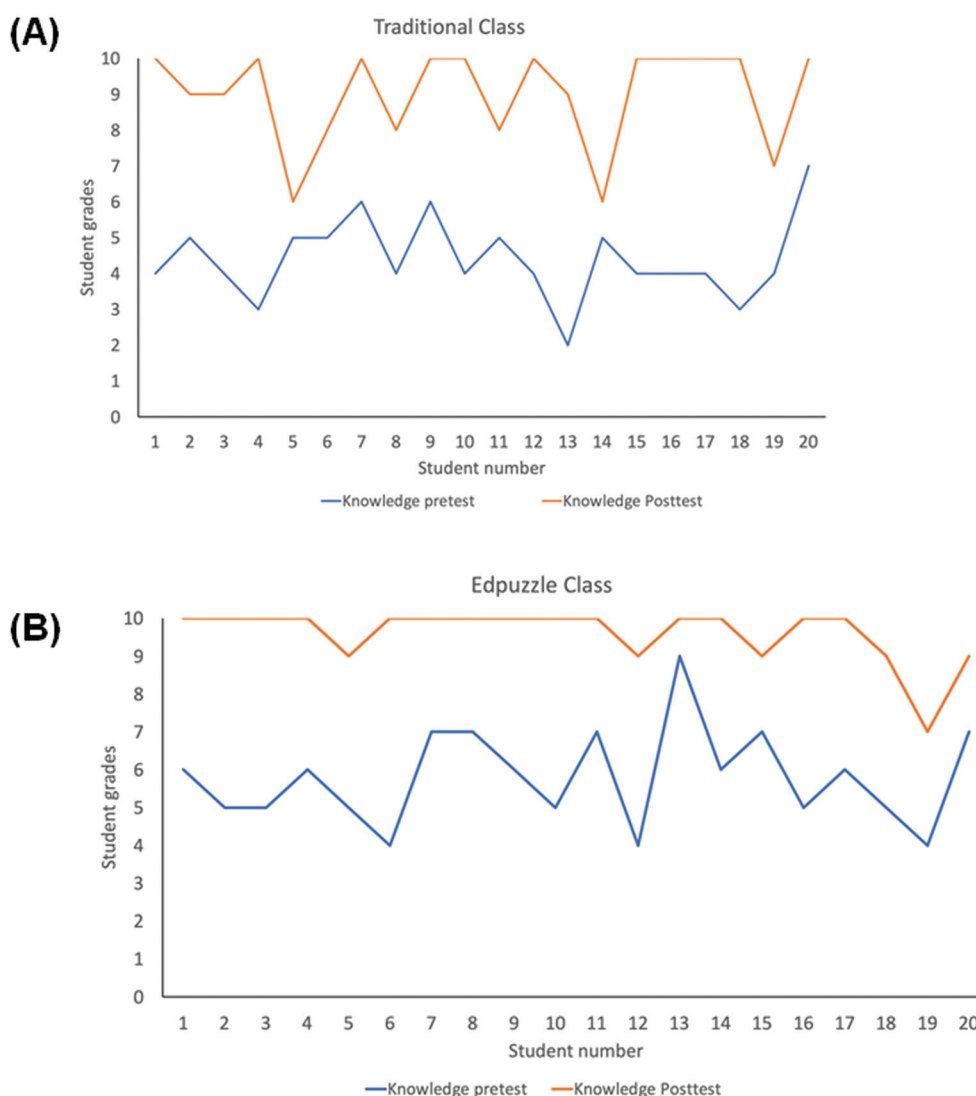 (A)
Traditional Class
10
9
8
7
6
5
4
3
2
1
0
Student grades
1 2 3 4 5 6 7 8 9 10 11 12 13 14 15 16 17 18 19 20
Student number
Knowledge pretest Knowledge Posttest
(B)
Edpuzzle Class
10
9
8
7
6
5
4
3
2
1
0
Student grades
1 2 3 4 5 6 7 8 9 10 11 12 13 14 15 16 17 18 19 20
Student number
Knowledge pretest Knowledge Posttest